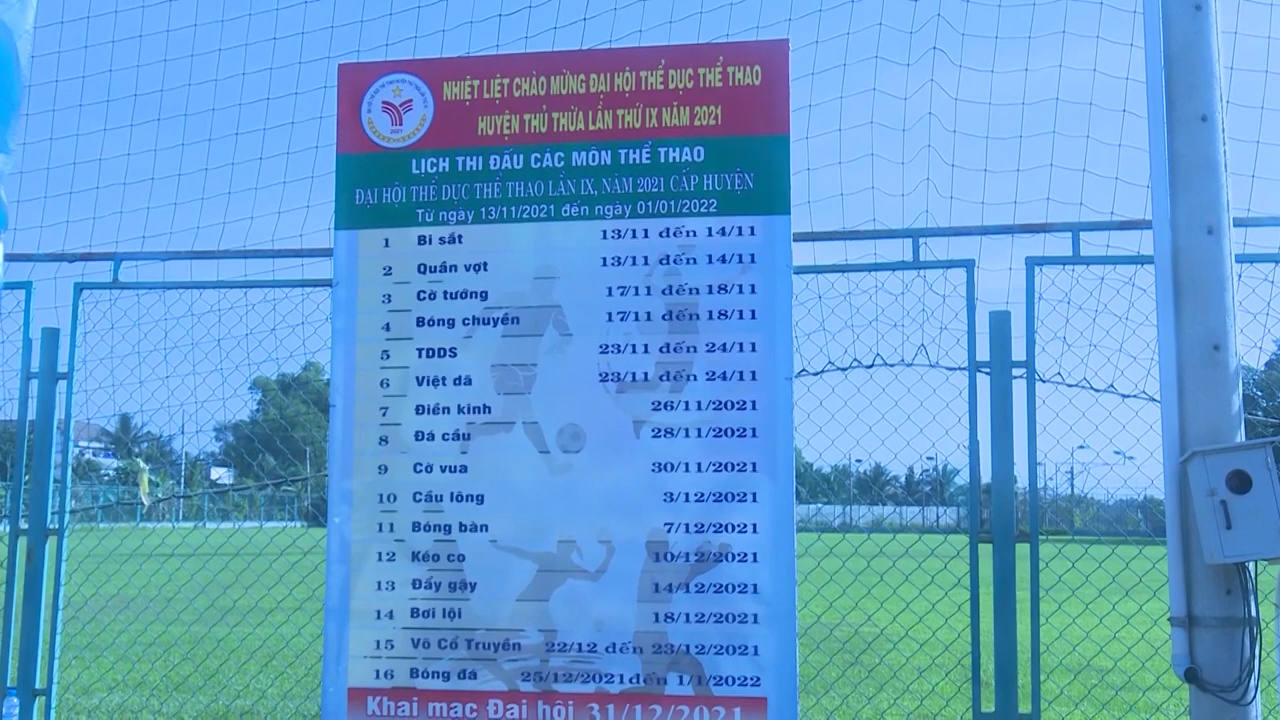 NHIỆT LIỆT CHÀO MỪNG ĐẠI HỘI THỂ DỤC THỂ THAO
HUYỆN THỦ THỪA LẦN THỨ IX NĂM 2021
2021
LỊCH THI ĐẤU CÁC MÔN THỂ THAO
ĐẠI HỘI THỂ DỤC THỂ THAO LẦN IX, NĂM 2021 CẤP HUYỆN
Từ ngày 13/11/2021 đến ngày 01/01/2022
1 Bi sắt 13/11 đến 14/11
2 Quần vợt 13/11 đến 14/11
3 Cờ tướng 17/11 đến 18/11
4 Bóng chuyền 17/11 đến 18/11
5 TDDS 23/11 đến 24/11
6 Việt dã 23/11 đến 24/11
7 Điền kinh 26/11/2021
8 Đá cầu 28/11/2021
9 Cờ vua 30/11/2021
10 Cầu lông 3/12/2021
11 Bóng bàn 7/12/2021
12 Kéo co 10/12/2021
13 Đẩy gậy 14/12/2021
14 Bơi lội 18/12/2021
15 Võ Cổ Truyền 22/12 đến 23/12/2021
16 Bóng đá 25/12/2021đến 1/1/2022
Khai mạc Đại hội 31/12/2021